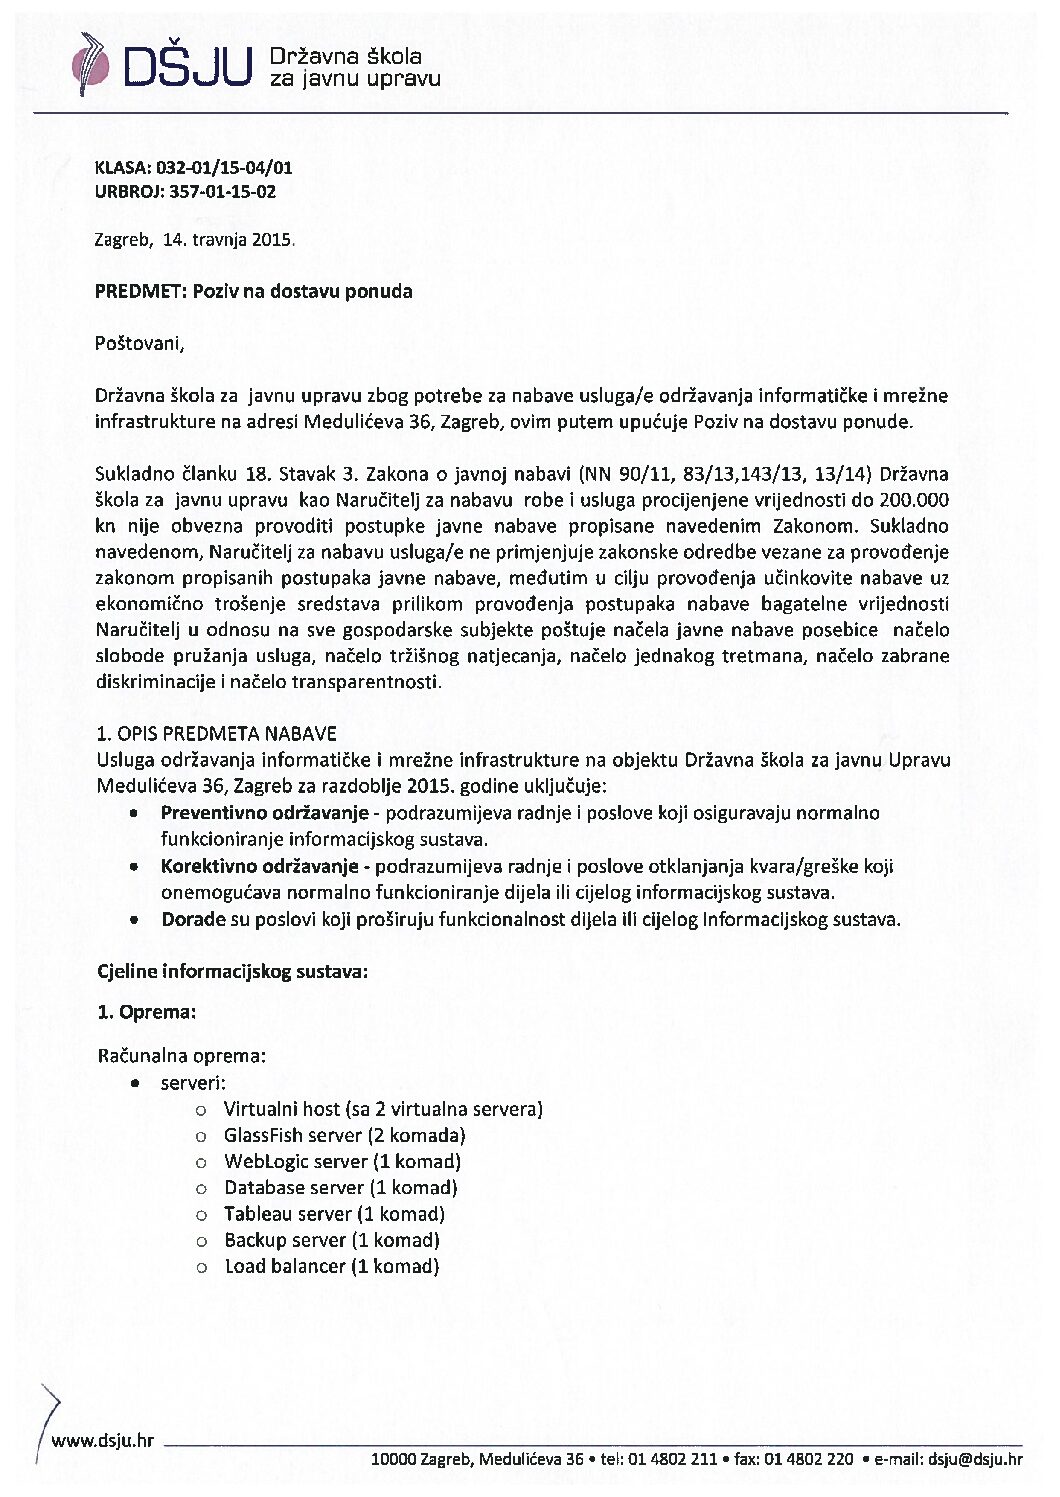 DŠJU Državna škola
za javnu upravu
KLASA: 032-01/15-04/01
URBROJ: 357-01-15-02
Zagreb, 14. travnja 2015.
PREDMET: Poziv na dostavu ponuda
Poštovani,
Državna škola za javnu upravu zbog potrebe za nabave usluga/e održavanja informatičke i mrežne
infrastrukture na adresi Medulićeva 36, Zagreb, ovim putem upućuje Poziv na dostavu ponude.
Sukladno članku 18. Stavak 3. Zakona o javnoj nabavi (NN 90/11, 83/13,143/13, 13/14) Državna
škola za javnu upravu kao Naručitelj za nabavu robe i usluga procijenjene vrijednosti do 200.000
kn nije obvezna provoditi postupke javne nabave propisane navedenim Zakonom. Sukladno
navedenom, Naručitelj za nabavu usluga/e ne primjenjuje zakonske odredbe vezane za provođenje
zakonom propisanih postupaka javne nabave, međutim u cilju provođenja učinkovite nabave uz
ekonomično trošenje sredstava prilikom provođenja postupaka nabave bagatelne vrijednosti
Naručitelj u odnosu na sve gospodarske subjekte poštuje načela javne nabave posebice načelo
slobode pružanja usluga, načelo tržišnog natjecanja, načelo jednakog tretmana, načelo zabrane
diskriminacije i načelo transparentnosti.
1. OPIS PREDMETA NABAVE
Usluga održavanja informatičke i mrežne infrastrukture na objektu Državna škola za javnu Upravu
Medulićeva 36, Zagreb za razdoblje 2015. godine uključuje:
• Preventivno održavanje - podrazumijeva radnje i poslove koji osiguravaju normalno
funkcioniranje informacijskog sustava.
• Korektivno održavanje - podrazumijeva radnje i poslove otklanjanja kvara/greške koji
onemogućava normalno funkcioniranje dijela ili cijelog informacijskog sustava.
• Dorade su poslovi koji proširuju funkcionalnost dijela ili cijelog Informacijskog sustava.
Cjeline informacijskog sustava:
1. Oprema:
Računalna oprema:
• serveri:
o Virtualni host (sa 2 virtualna servera)
o GlassFish server (2 komada)
o WebLogic server (1 komad)
o Database server (1 komad)
o Tableau server (1 komad)
o Backup server (1 komad)
o Load balancer (1 komad)
www.dsju.hr
10000 Zagreb, Medulićeva 36 • tel: 01 4802 211 • fax: 01 4802 220 • e-mail: dsju@dsju.hr